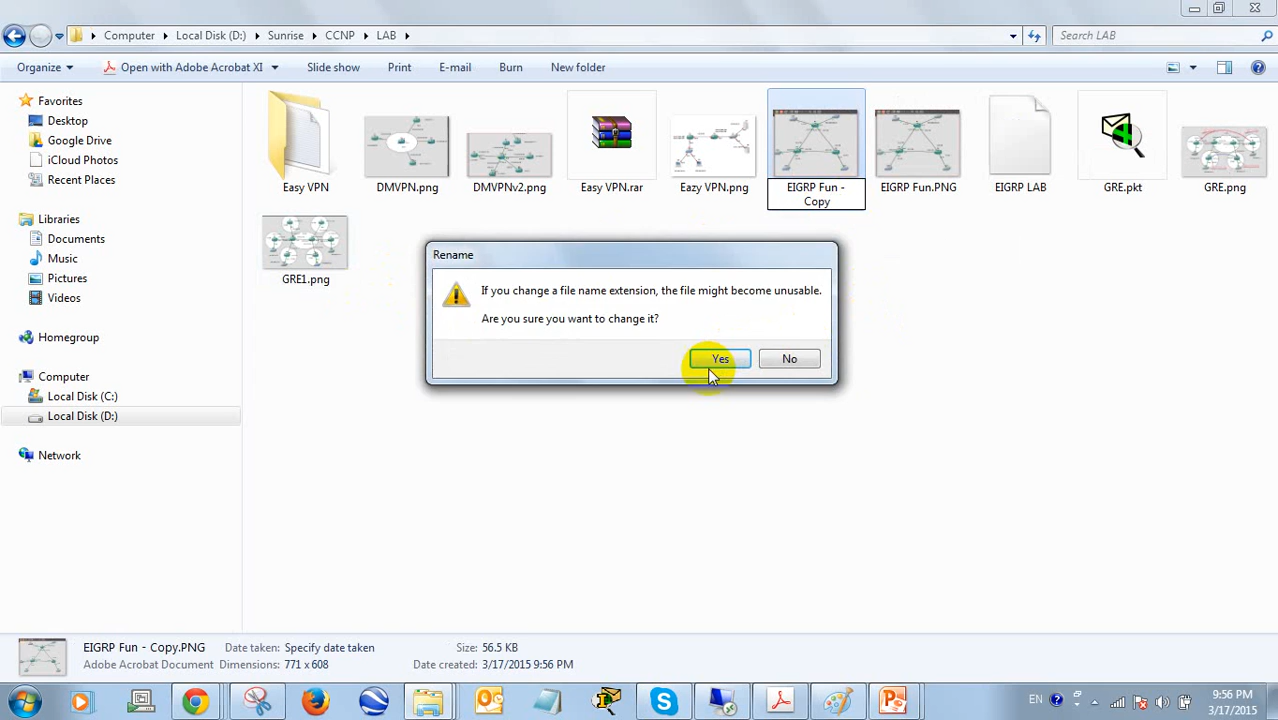 Computer
Local Disk (D:)
Sunrise
CCNP
LAB
Search LAB
Organize
Open with Adobe Acrobat XI
Slide show
Print
E-mail
Burn
New folder
Favorites
Desktop
Google Drive
iCloud Photos
Recent Places
Libraries
Documents
Music
Pictures
Videos
Homegroup
Computer
Local Disk (C:)
Local Disk (D:)
Network
Easy VPN
DMVPN.png
DMVPNv2.png
Easy VPN.rar
Eazy VPN.png
EIGRP Fun -
Copy
EIGRP Fun.PNG
EIGRP LAB
GRE.pkt
GRE.png
GRE1.png
Rename
If you change a file name extension, the file might become unusable.
Are you sure you want to change it?
Yes
No
EIGRP Fun - Copy.PNG
Date taken: Specify date taken
Size: 56.5 KB
Adobe Acrobat Document
Dimensions: 771 x 608
Date created: 3/17/2015 9:56 PM
EN
9:56 PM
3/17/2015